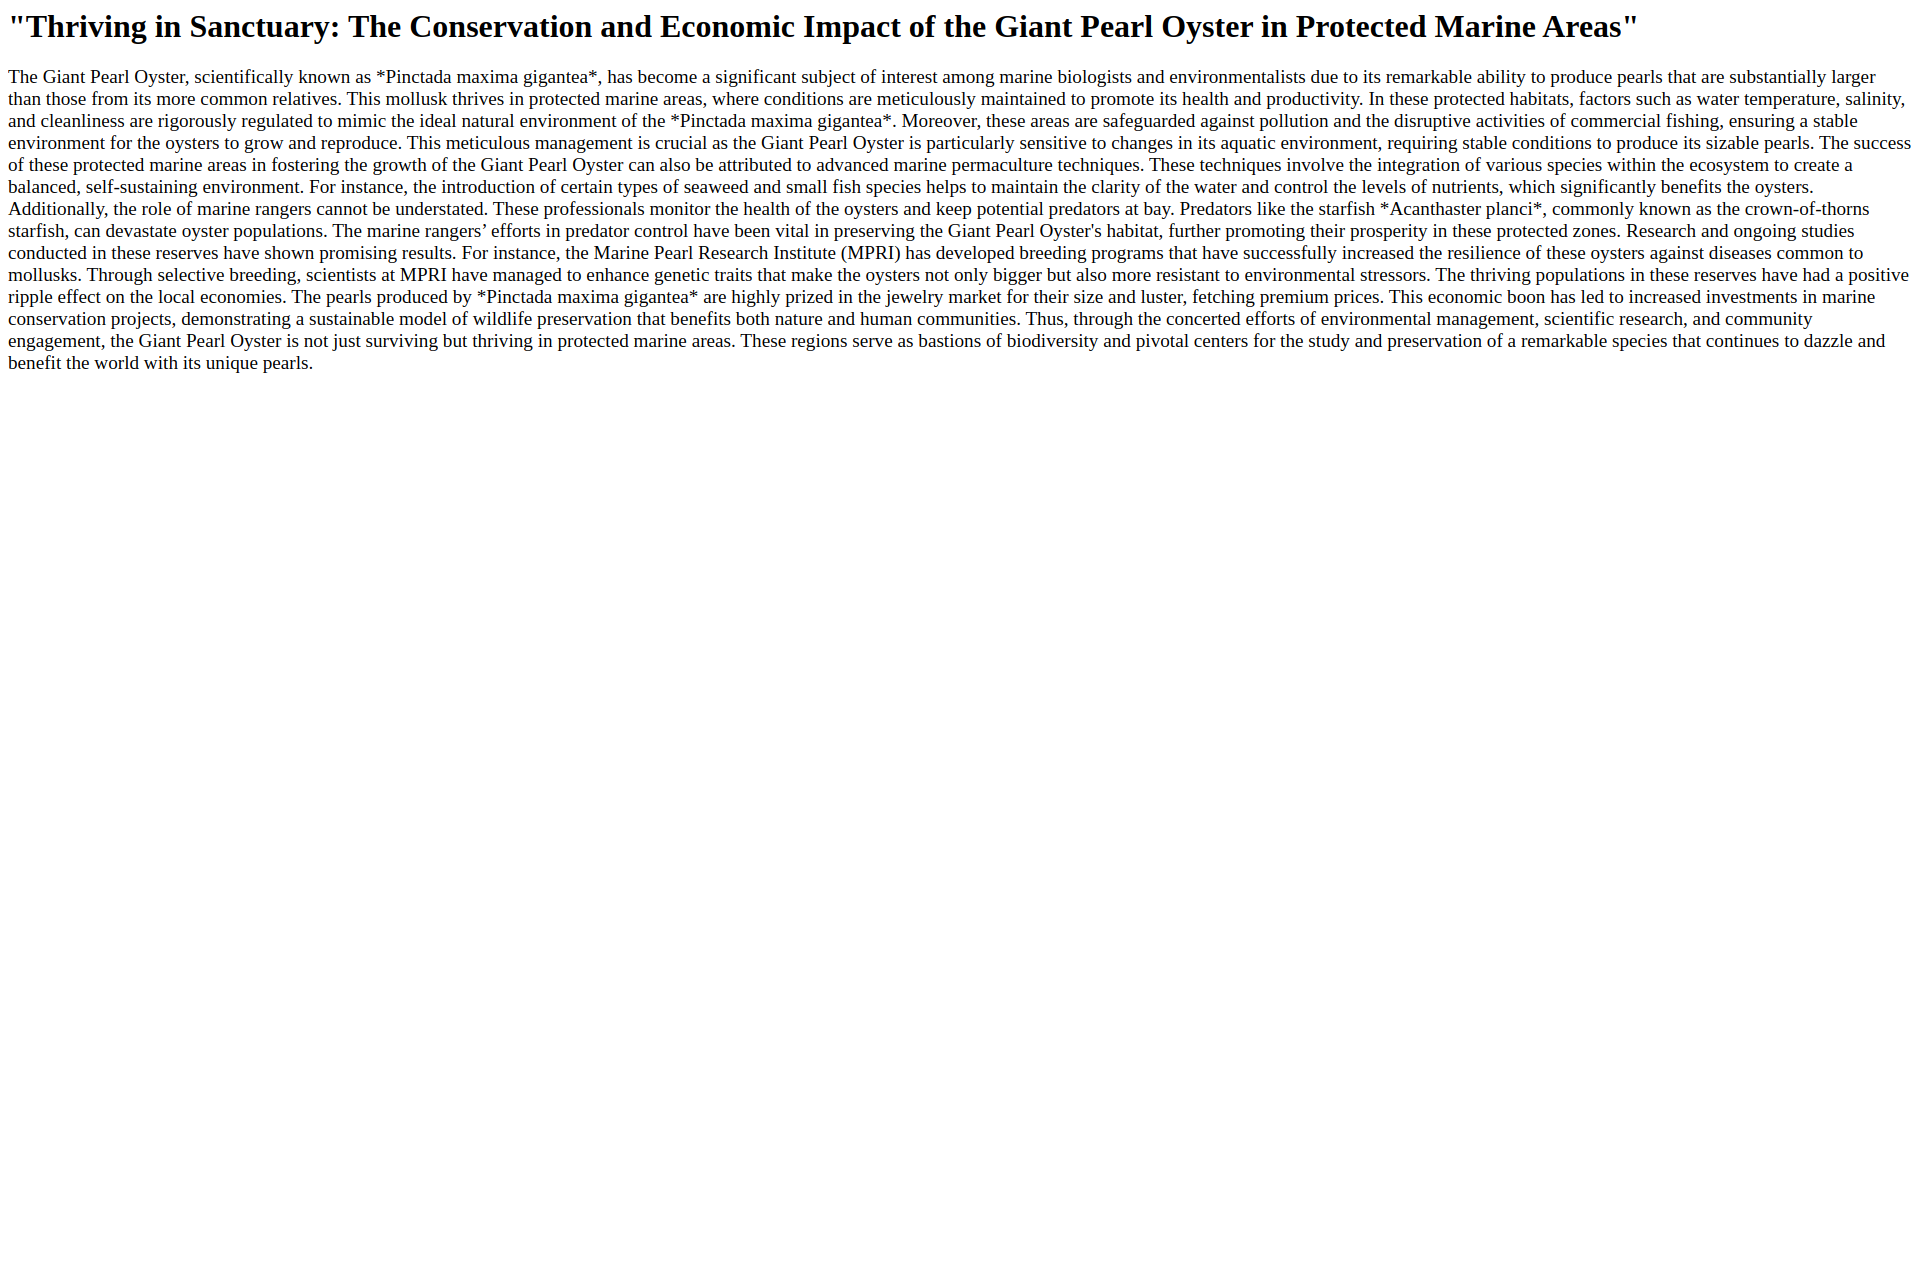 "Thriving in Sanctuary: The Conservation and Economic Impact of the Giant Pearl Oyster in Protected Marine Areas"
The Giant Pearl Oyster, scientifically known as *Pinctada maxima gigantea*, has become a significant subject of interest among marine biologists and environmentalists due to its remarkable ability to produce pearls that are substantially larger
than those from its more common relatives. This mollusk thrives in protected marine areas, where conditions are meticulously maintained to promote its health and productivity. In these protected habitats, factors such as water temperature, salinity,
and cleanliness are rigorously regulated to mimic the ideal natural environment of the *Pinctada maxima gigantea*. Moreover, these areas are safeguarded against pollution and the disruptive activities of commercial fishing, ensuring a stable
environment for the oysters to grow and reproduce. This meticulous management is crucial as the Giant Pearl Oyster is particularly sensitive to changes in its aquatic environment, requiring stable conditions to produce its sizable pearls. The success
of these protected marine areas in fostering the growth of the Giant Pearl Oyster can also be attributed to advanced marine permaculture techniques. These techniques involve the integration of various species within the ecosystem to create a
balanced, self-sustaining environment. For instance, the introduction of certain types of seaweed and small fish species helps to maintain the clarity of the water and control the levels of nutrients, which significantly benefits the oysters.
Additionally, the role of marine rangers cannot be understated. These professionals monitor the health of the oysters and keep potential predators at bay. Predators like the starfish *Acanthaster planci*, commonly known as the crown-of-thorns
starfish, can devastate oyster populations. The marine rangers’ efforts in predator control have been vital in preserving the Giant Pearl Oyster's habitat, further promoting their prosperity in these protected zones. Research and ongoing studies
conducted in these reserves have shown promising results. For instance, the Marine Pearl Research Institute (MPRI) has developed breeding programs that have successfully increased the resilience of these oysters against diseases common to
mollusks. Through selective breeding, scientists at MPRI have managed to enhance genetic traits that make the oysters not only bigger but also more resistant to environmental stressors. The thriving populations in these reserves have had a positive
ripple effect on the local economies. The pearls produced by *Pinctada maxima gigantea* are highly prized in the jewelry market for their size and luster, fetching premium prices. This economic boon has led to increased investments in marine
conservation projects, demonstrating a sustainable model of wildlife preservation that benefits both nature and human communities. Thus, through the concerted efforts of environmental management, scientific research, and community
engagement, the Giant Pearl Oyster is not just surviving but thriving in protected marine areas. These regions serve as bastions of biodiversity and pivotal centers for the study and preservation of a remarkable species that continues to dazzle and
benefit the world with its unique pearls.